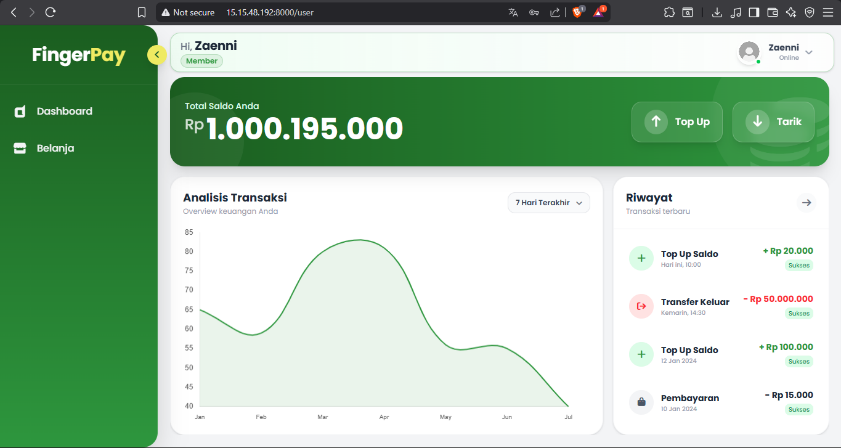 Not secure 15.15.48.192:8000/user
FingerPay
Dashboard
Belanja
Hi, Zaenni
Member
Zaenni
Online
Total Saldo Anda
Rp 1.000.195.000
Top Up
Tarik
Analisis Transaksi
Overview keuangan Anda
7 Hari Terakhir
85
80
75
70
65
60
55
50
45
40
Jan Feb Mar Apr May Jun Jul
Riwayat
Transaksi terbaru
Top Up Saldo + Rp 20.000
Hari ini, 10:00 Sukses
Transfer Keluar - Rp 50.000.000
Kemarin, 14:30 Sukses
Top Up Saldo + Rp 100.000
12 Jan 2024 Sukses
Pembayaran - Rp 15.000
10 Jan 2024 Sukses